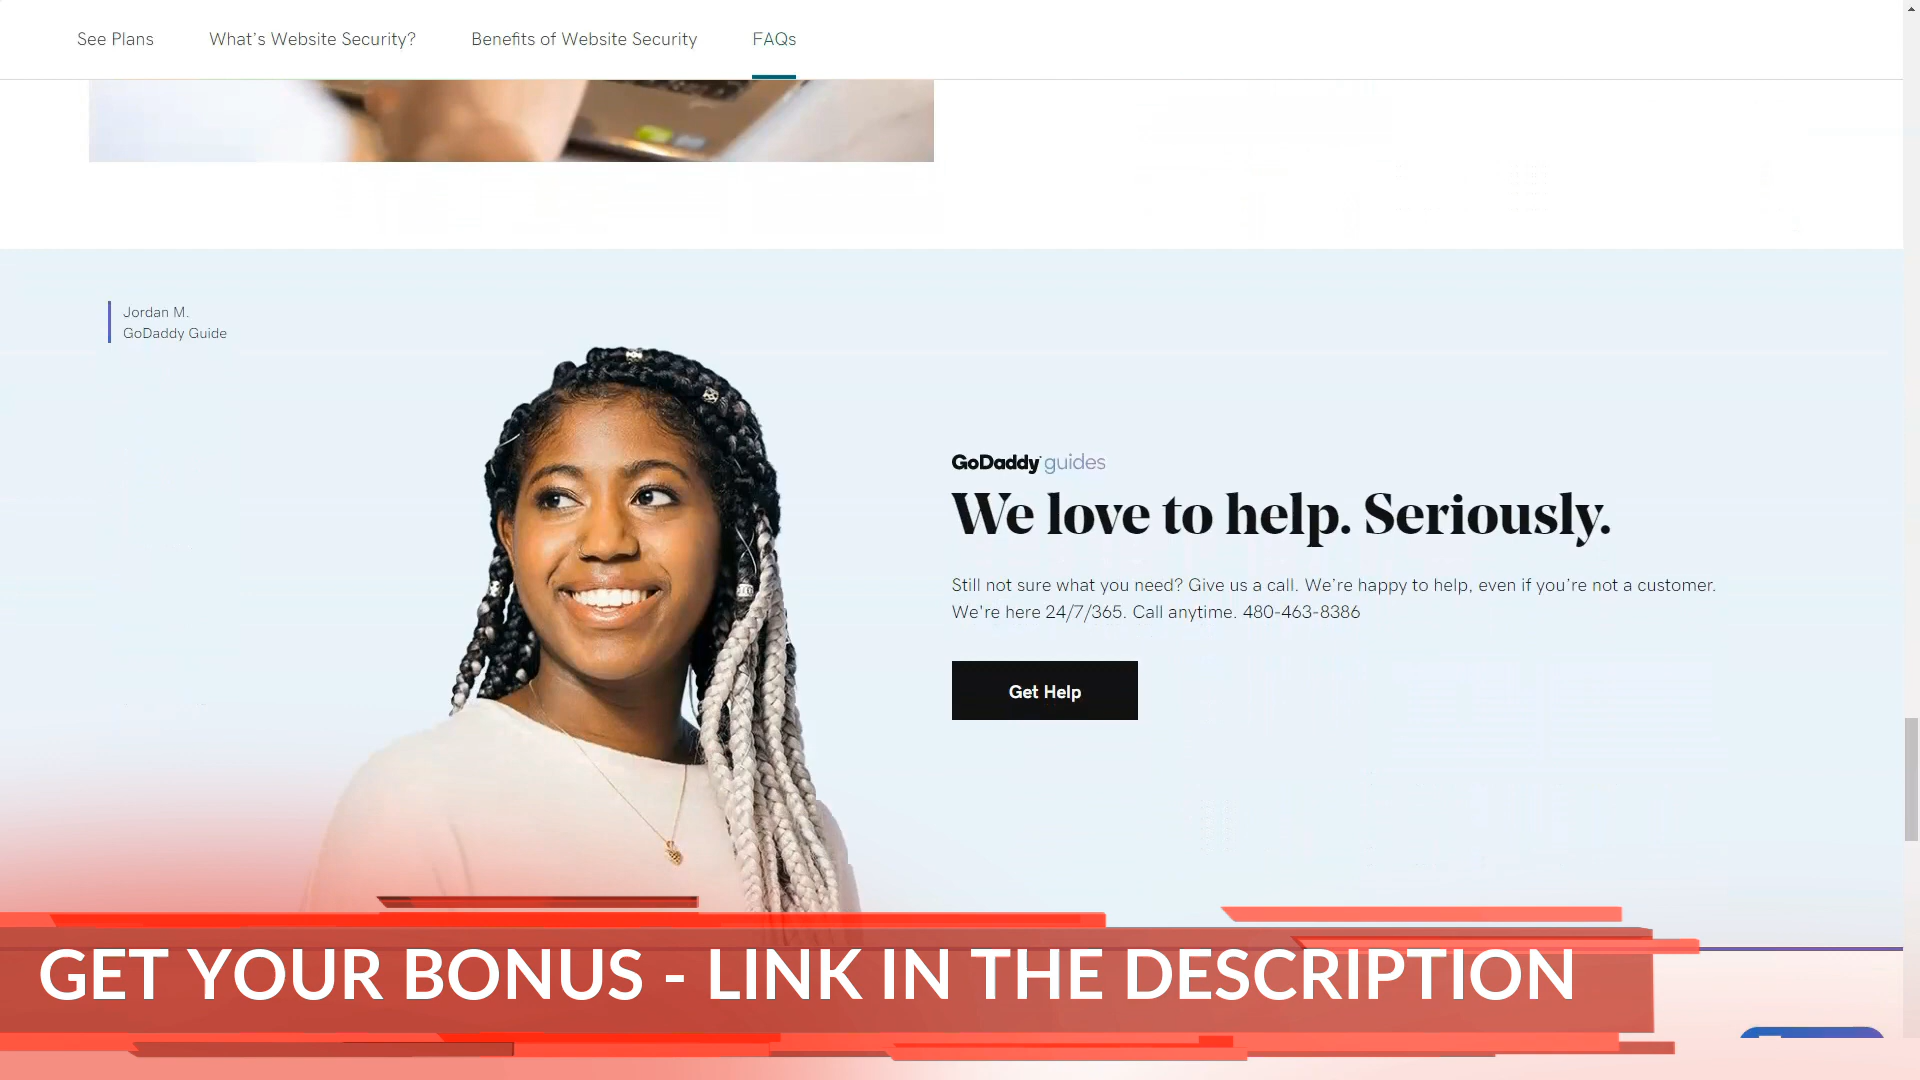 See Plans
What's Website Security?
Benefits of Website Security
FAQs
Jordan M.
GoDaddy Guide
GoDaddy guides
We love to help. Seriously.
Still not sure what you need? Give us a call. We're happy to help, even if you're not a customer.
We're here 24/7/365. Call anytime. 480-463-8386
Get Help
GET YOUR BONUS - LINK IN THE DESCRIPTION